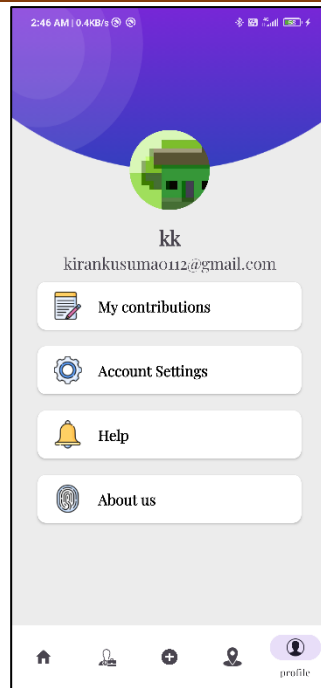 2:46 AM | 0.4KB/s
kk
kirankusuma0112@gmail.com
My contributions
Account Settings
Help
About us
profile